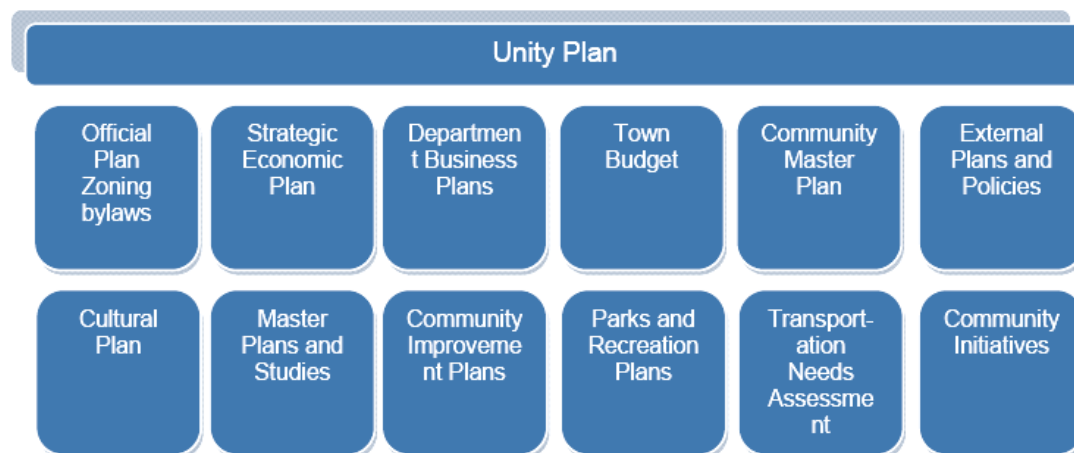 Unity Plan
Official
Plan
Zoning
bylaws
Strategic
Economic
Plan
Departmen
t Business
Plans
Town
Budget
Community
Master
Plan
External
Plans and
Policies
Cultural
Plan
Master
Plans and
Studies
Community
Improveme
nt Plans
Parks and
Recreation
Plans
Transport-
ation
Needs
Assessme
nt
Community
Initiatives